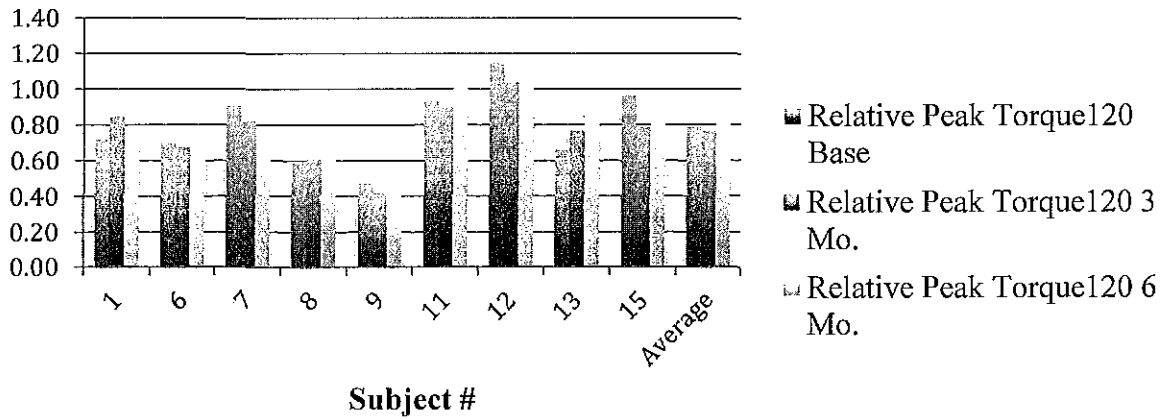 1.40
1.20
1.00
0.80
0.60
0.40
0.20
0.00
1 6 7 8 9 11 12 13 15 Average
Subject #
Relative Peak Torque120
Base
Relative Peak Torque120 3
Mo.
Relative Peak Torque120 6
Mo.